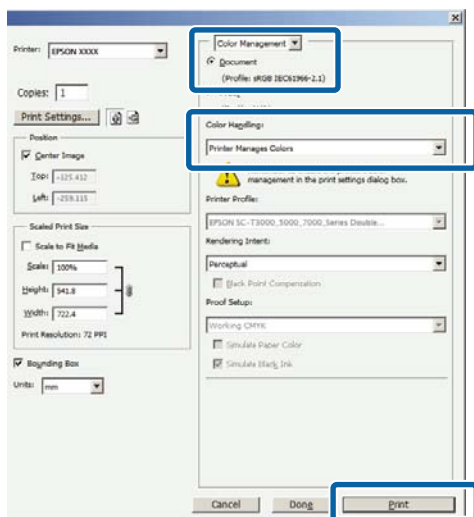 Printer: EPSON XXXX
Copies: 1
Print Settings...
Position
Center Image
Top: -125.412
Left: -259.115
Scaled Print Size
Scale to Fit Media
Scale: 100%
Height: 541.8
Width: 722.4
Print Resolution: 72 PPI
Bounding Box
Units: mm
Color Management
Document
(Profile: sRGB IEC61966-2.1)
Color Handling:
Printer Manages Colors
management in the print settings dialog box.
Printer Profile:
EPSON SC-T3000_5000_7000_Series Double...
Rendering Intent:
Perceptual
Black Point Compensation
Proof Setup:
Working CMYK
Simulate Paper Color
Simulate Black Ink
Cancel
Done
Print